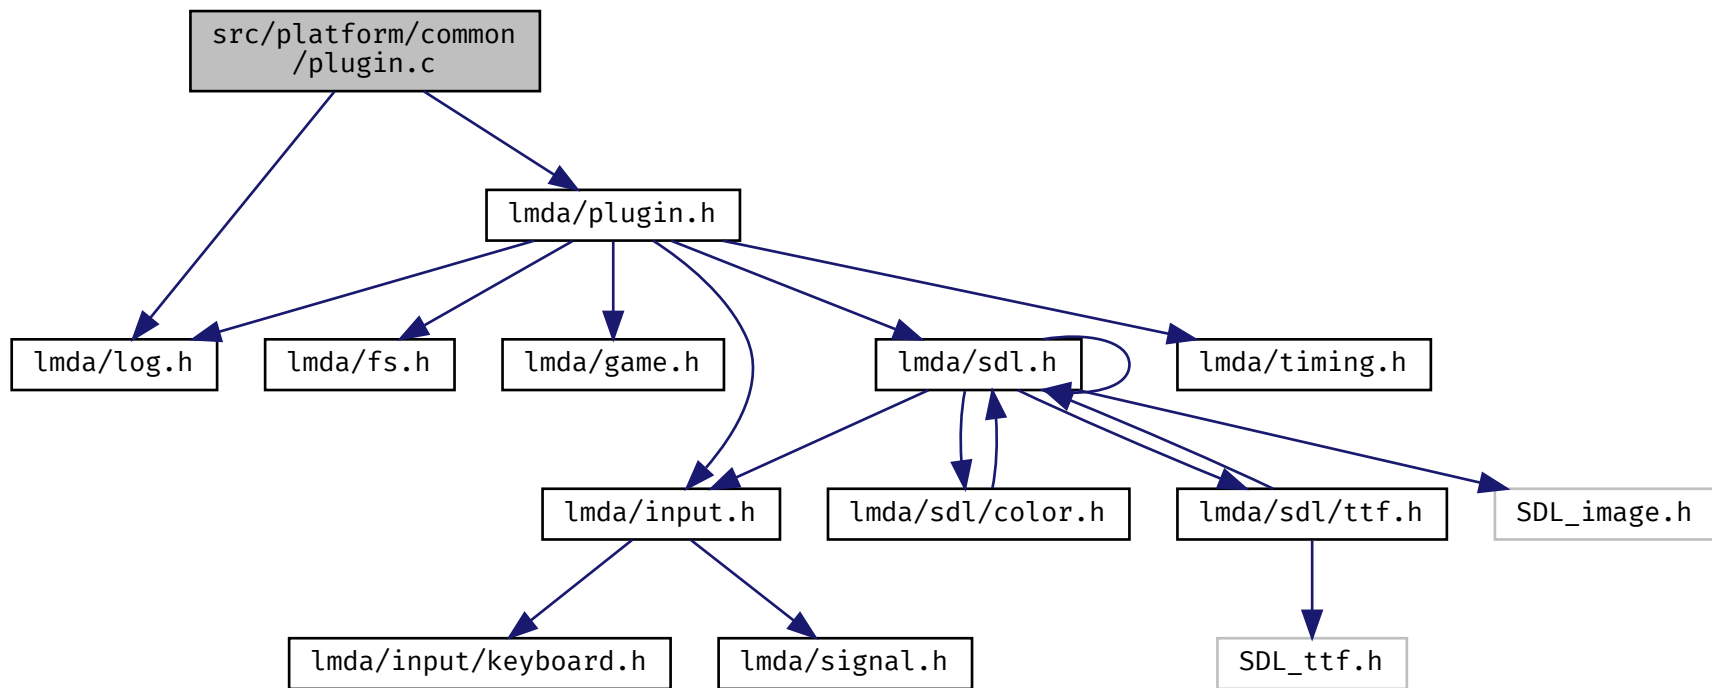 src/platform/common
/plugin.c
lmda/plugin.h
lmda/log.h
lmda/fs.h
lmda/game.h
lmda/sdl.h
lmda/timing.h
lmda/input.h
lmda/sdl/color.h
lmda/sdl/ttf.h
SDL_image.h
lmda/input/keyboard.h
lmda/signal.h
SDL_ttf.h